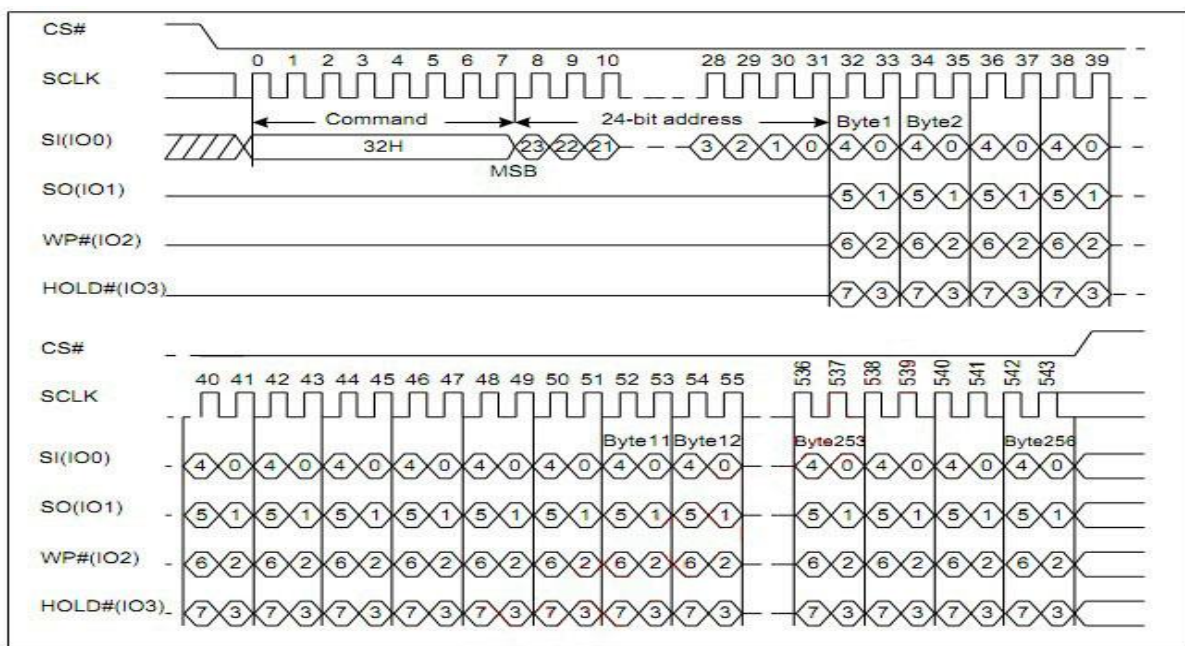 CS#
0 1 2 3 4 5 6 7 8 9 10 28 29 30 31 32 33 34 35 36 37 38 39
SCLK
Command 24-bit address Byte1 Byte2
SI(IO0) 32H 23 22 21 3 2 1 0 4 0 4 0 4 0 4 0
MSB
SO(IO1) 5 1 5 1 5 1 5 1
WP#(IO2) 6 2 6 2 6 2 6 2
HOLD#(IO3) 7 3 7 3 7 3 7 3
CS#
40 41 42 43 44 45 46 47 48 49 50 51 52 53 54 55 536 537 538 539 540 541 542 543
SCLK
Byte11 Byte12 Byte253 Byte256
SI(IO0) 4 0 4 0 4 0 4 0 4 0 4 0 4 0 4 0 4 0 4 0 4 0 4 0
SO(IO1) 5 1 5 1 5 1 5 1 5 1 5 1 5 1 5 1 5 1 5 1 5 1 5 1
WP#(IO2) 6 2 6 2 6 2 6 2 6 2 6 2 6 2 6 2 6 2 6 2 6 2 6 2
HOLD#(IO3) 7 3 7 3 7 3 7 3 7 3 7 3 7 3 7 3 7 3 7 3 7 3 7 3